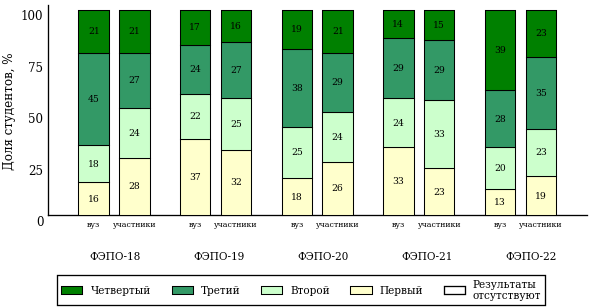 Доля студентов, %
100
75
50
25
0
21 21 17 16 19 21 14 15 39 23
45 27 24 27 38 29 29 29 28 35
18 24 22 25 25 24 24 33 20 23
16 28 37 32 18 26 33 23 13 19
вуз участники вуз участники вуз участники вуз участники вуз участники
ФЭПО-18 ФЭПО-19 ФЭПО-20 ФЭПО-21 ФЭПО-22
Четвертый Третий Второй Первый Результаты
отсутствуют